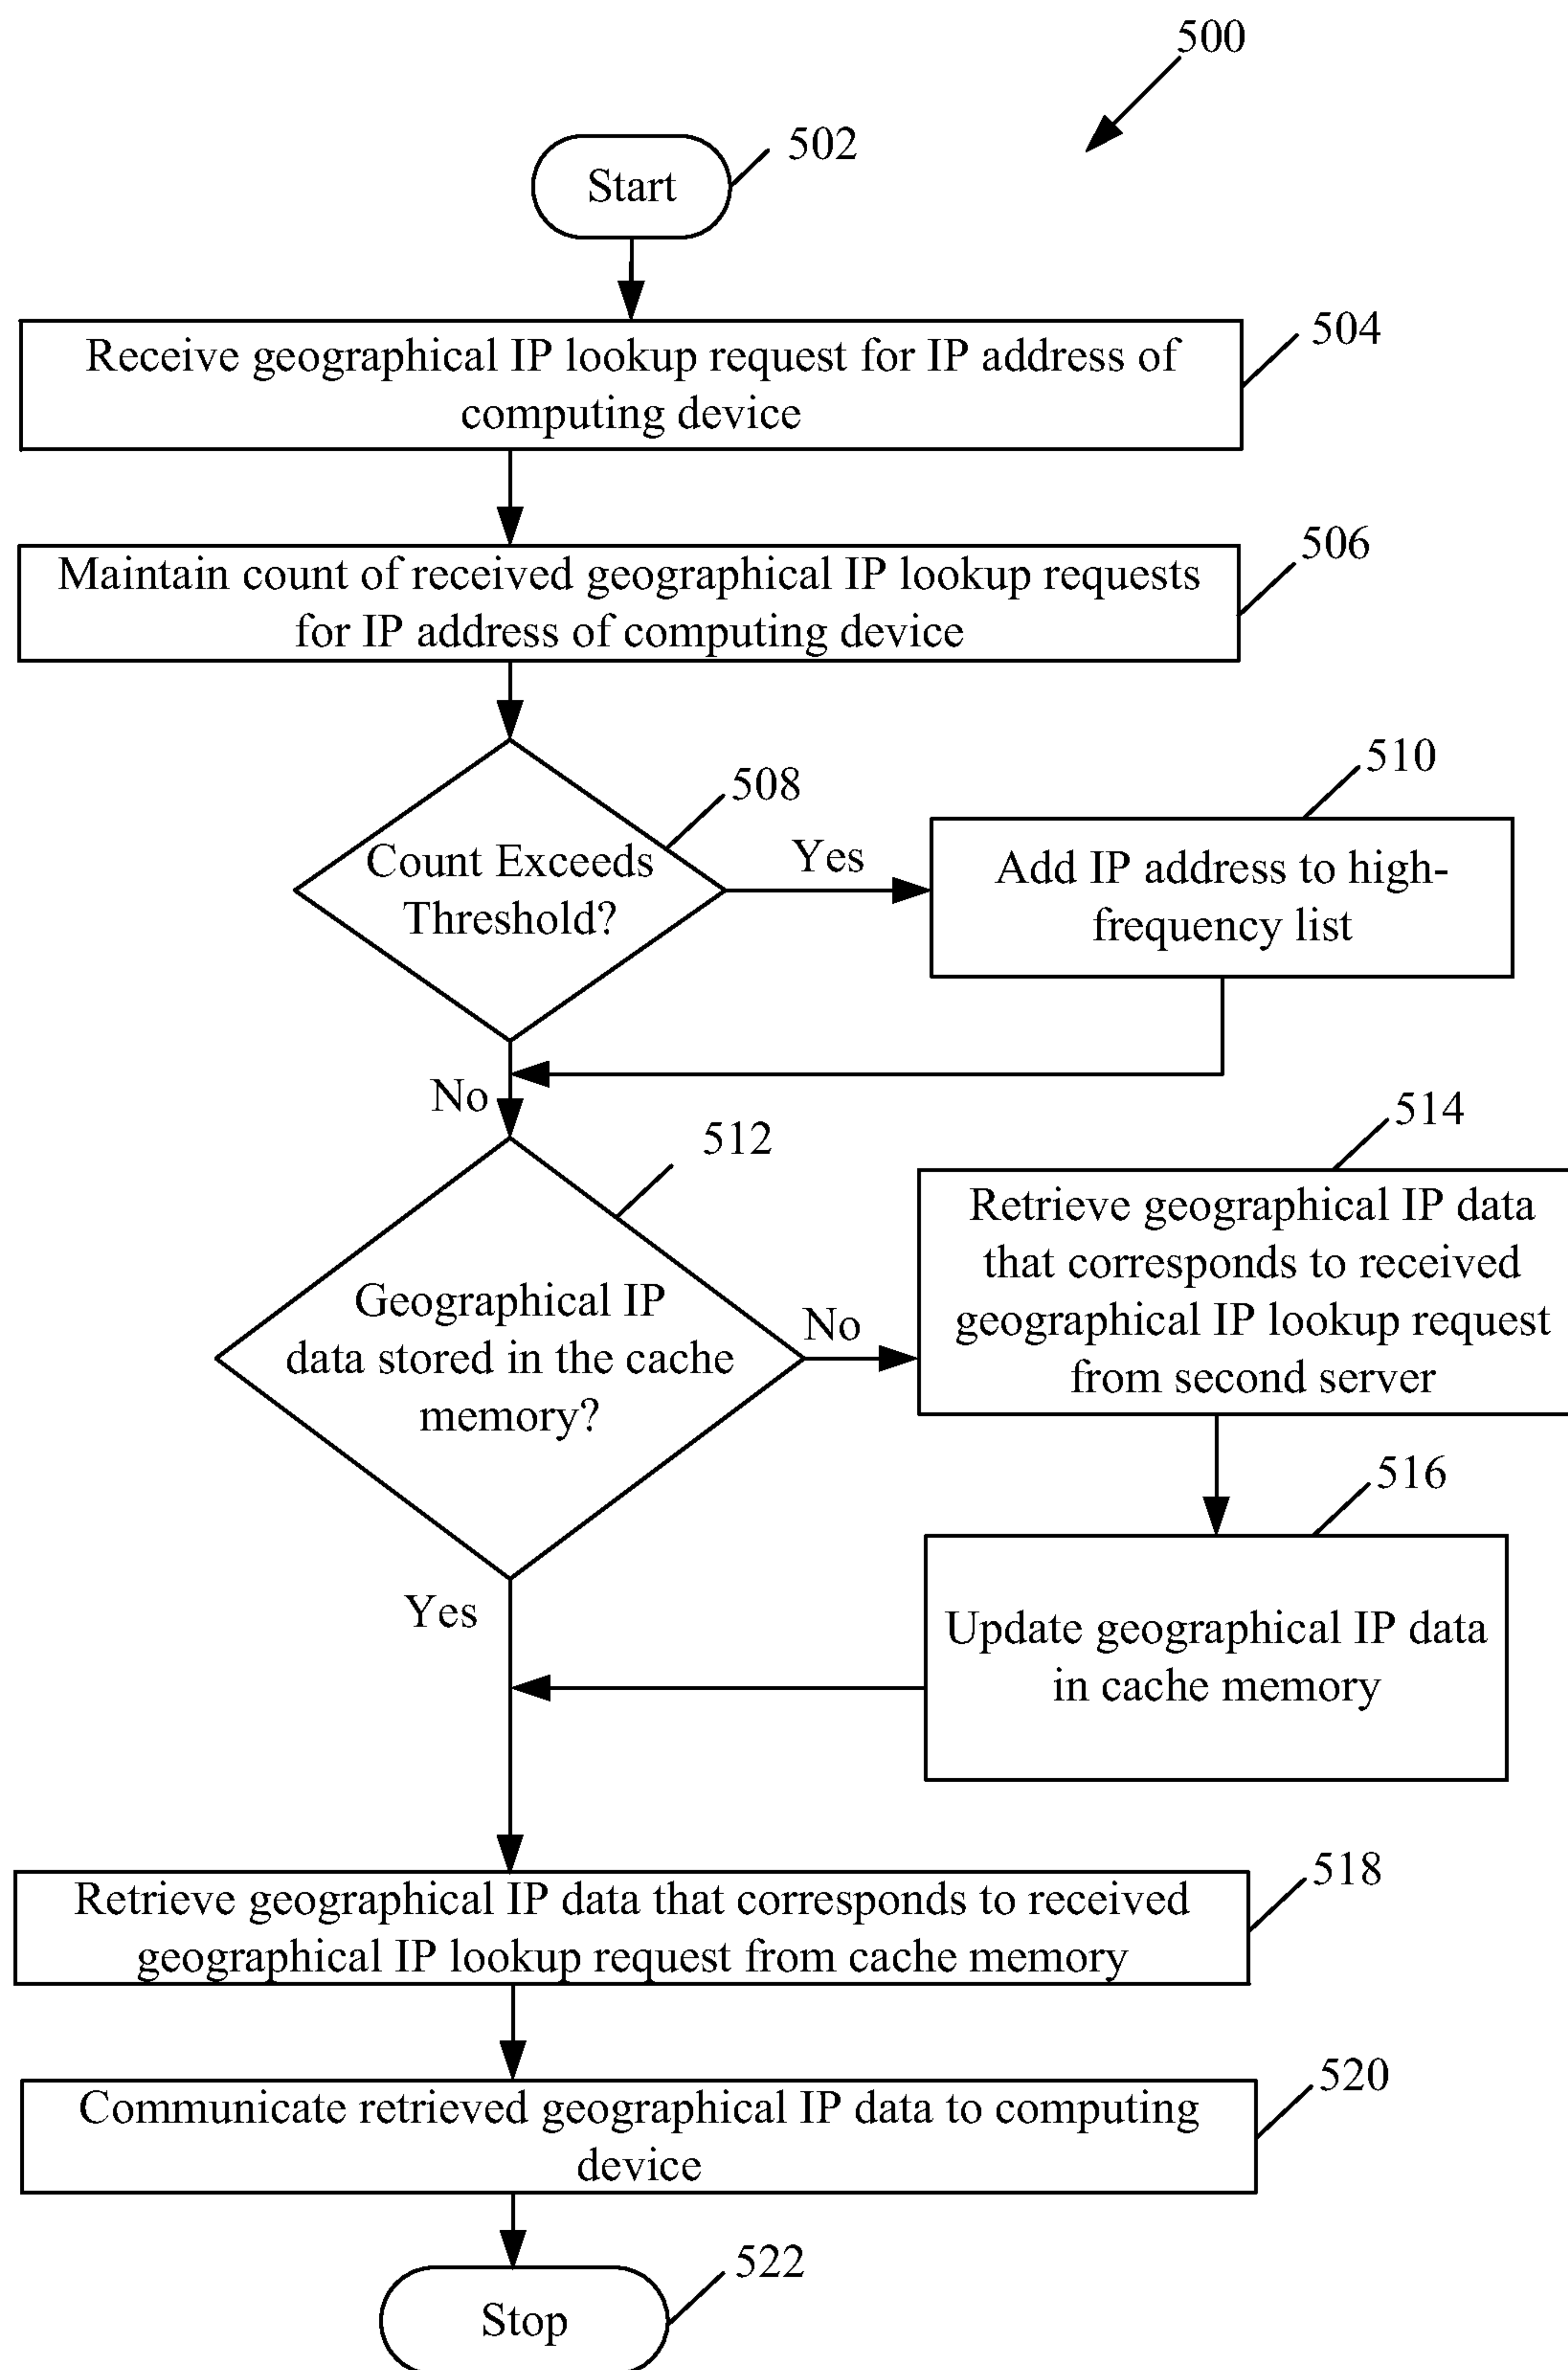 500
502
Start
504
Receive geographical IP lookup request for IP address of
computing device
506
Maintain count of received geographical IP lookup requests
for IP address of computing device
508
Count Exceeds
Threshold?
Yes
510
Add IP address to high-
frequency list
No
512
Geographical IP
data stored in the cache
memory?
No
514
Retrieve geographical IP data
that corresponds to received
geographical IP lookup request
from second server
516
Update geographical IP data
in cache memory
Yes
518
Retrieve geographical IP data that corresponds to received
geographical IP lookup request from cache memory
520
Communicate retrieved geographical IP data to computing
device
522
Stop